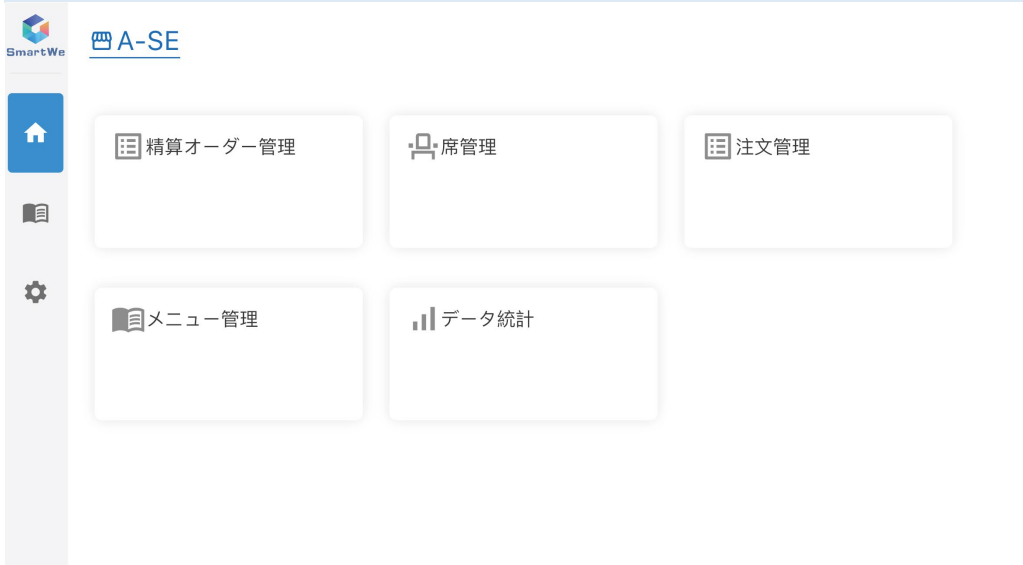 SmartWe
A-SE
精算オーダー管理
席管理
注文管理
メニュー管理
データ統計